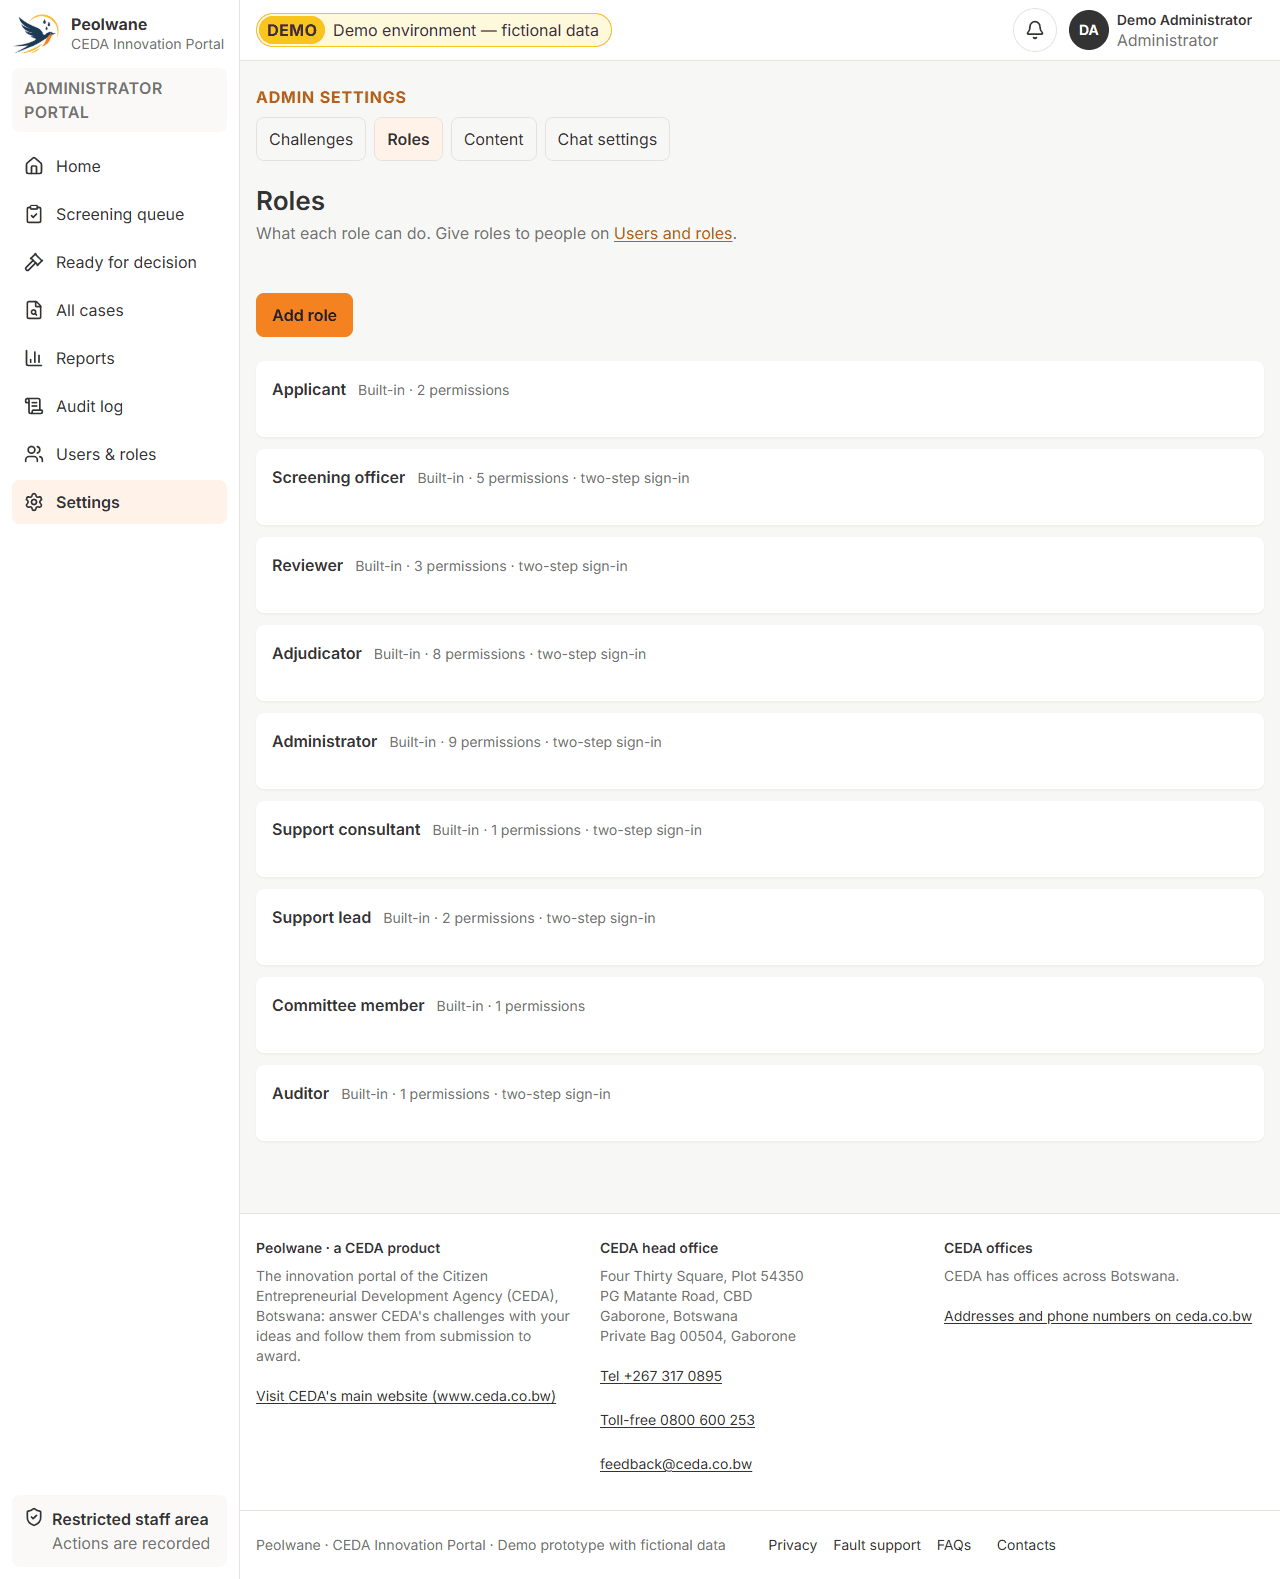 Peolwane
CEDA Innovation Portal
ADMINISTRATOR
PORTAL
Home
Screening queue
Ready for decision
All cases
Reports
Audit log
Users & roles
Settings
Restricted staff area
Actions are recorded
DEMO Demo environment — fictional data
DA
Demo Administrator
Administrator
ADMIN SETTINGS
Challenges
Roles
Content
Chat settings
Roles
What each role can do. Give roles to people on Users and roles.
Add role
Applicant Built-in · 2 permissions
Screening officer Built-in · 5 permissions · two-step sign-in
Reviewer Built-in · 3 permissions · two-step sign-in
Adjudicator Built-in · 8 permissions · two-step sign-in
Administrator Built-in · 9 permissions · two-step sign-in
Support consultant Built-in · 1 permissions · two-step sign-in
Support lead Built-in · 2 permissions · two-step sign-in
Committee member Built-in · 1 permissions
Auditor Built-in · 1 permissions · two-step sign-in
Peolwane · a CEDA product
The innovation portal of the Citizen
Entrepreneurial Development Agency (CEDA),
Botswana: answer CEDA's challenges with your
ideas and follow them from submission to
award.
Visit CEDA's main website (www.ceda.co.bw)
CEDA head office
Four Thirty Square, Plot 54350
PG Matante Road, CBD
Gaborone, Botswana
Private Bag 00504, Gaborone
Tel +267 317 0895
Toll-free 0800 600 253
feedback@ceda.co.bw
CEDA offices
CEDA has offices across Botswana.
Addresses and phone numbers on ceda.co.bw
Peolwane · CEDA Innovation Portal · Demo prototype with fictional data
Privacy
Fault support
FAQs
Contacts